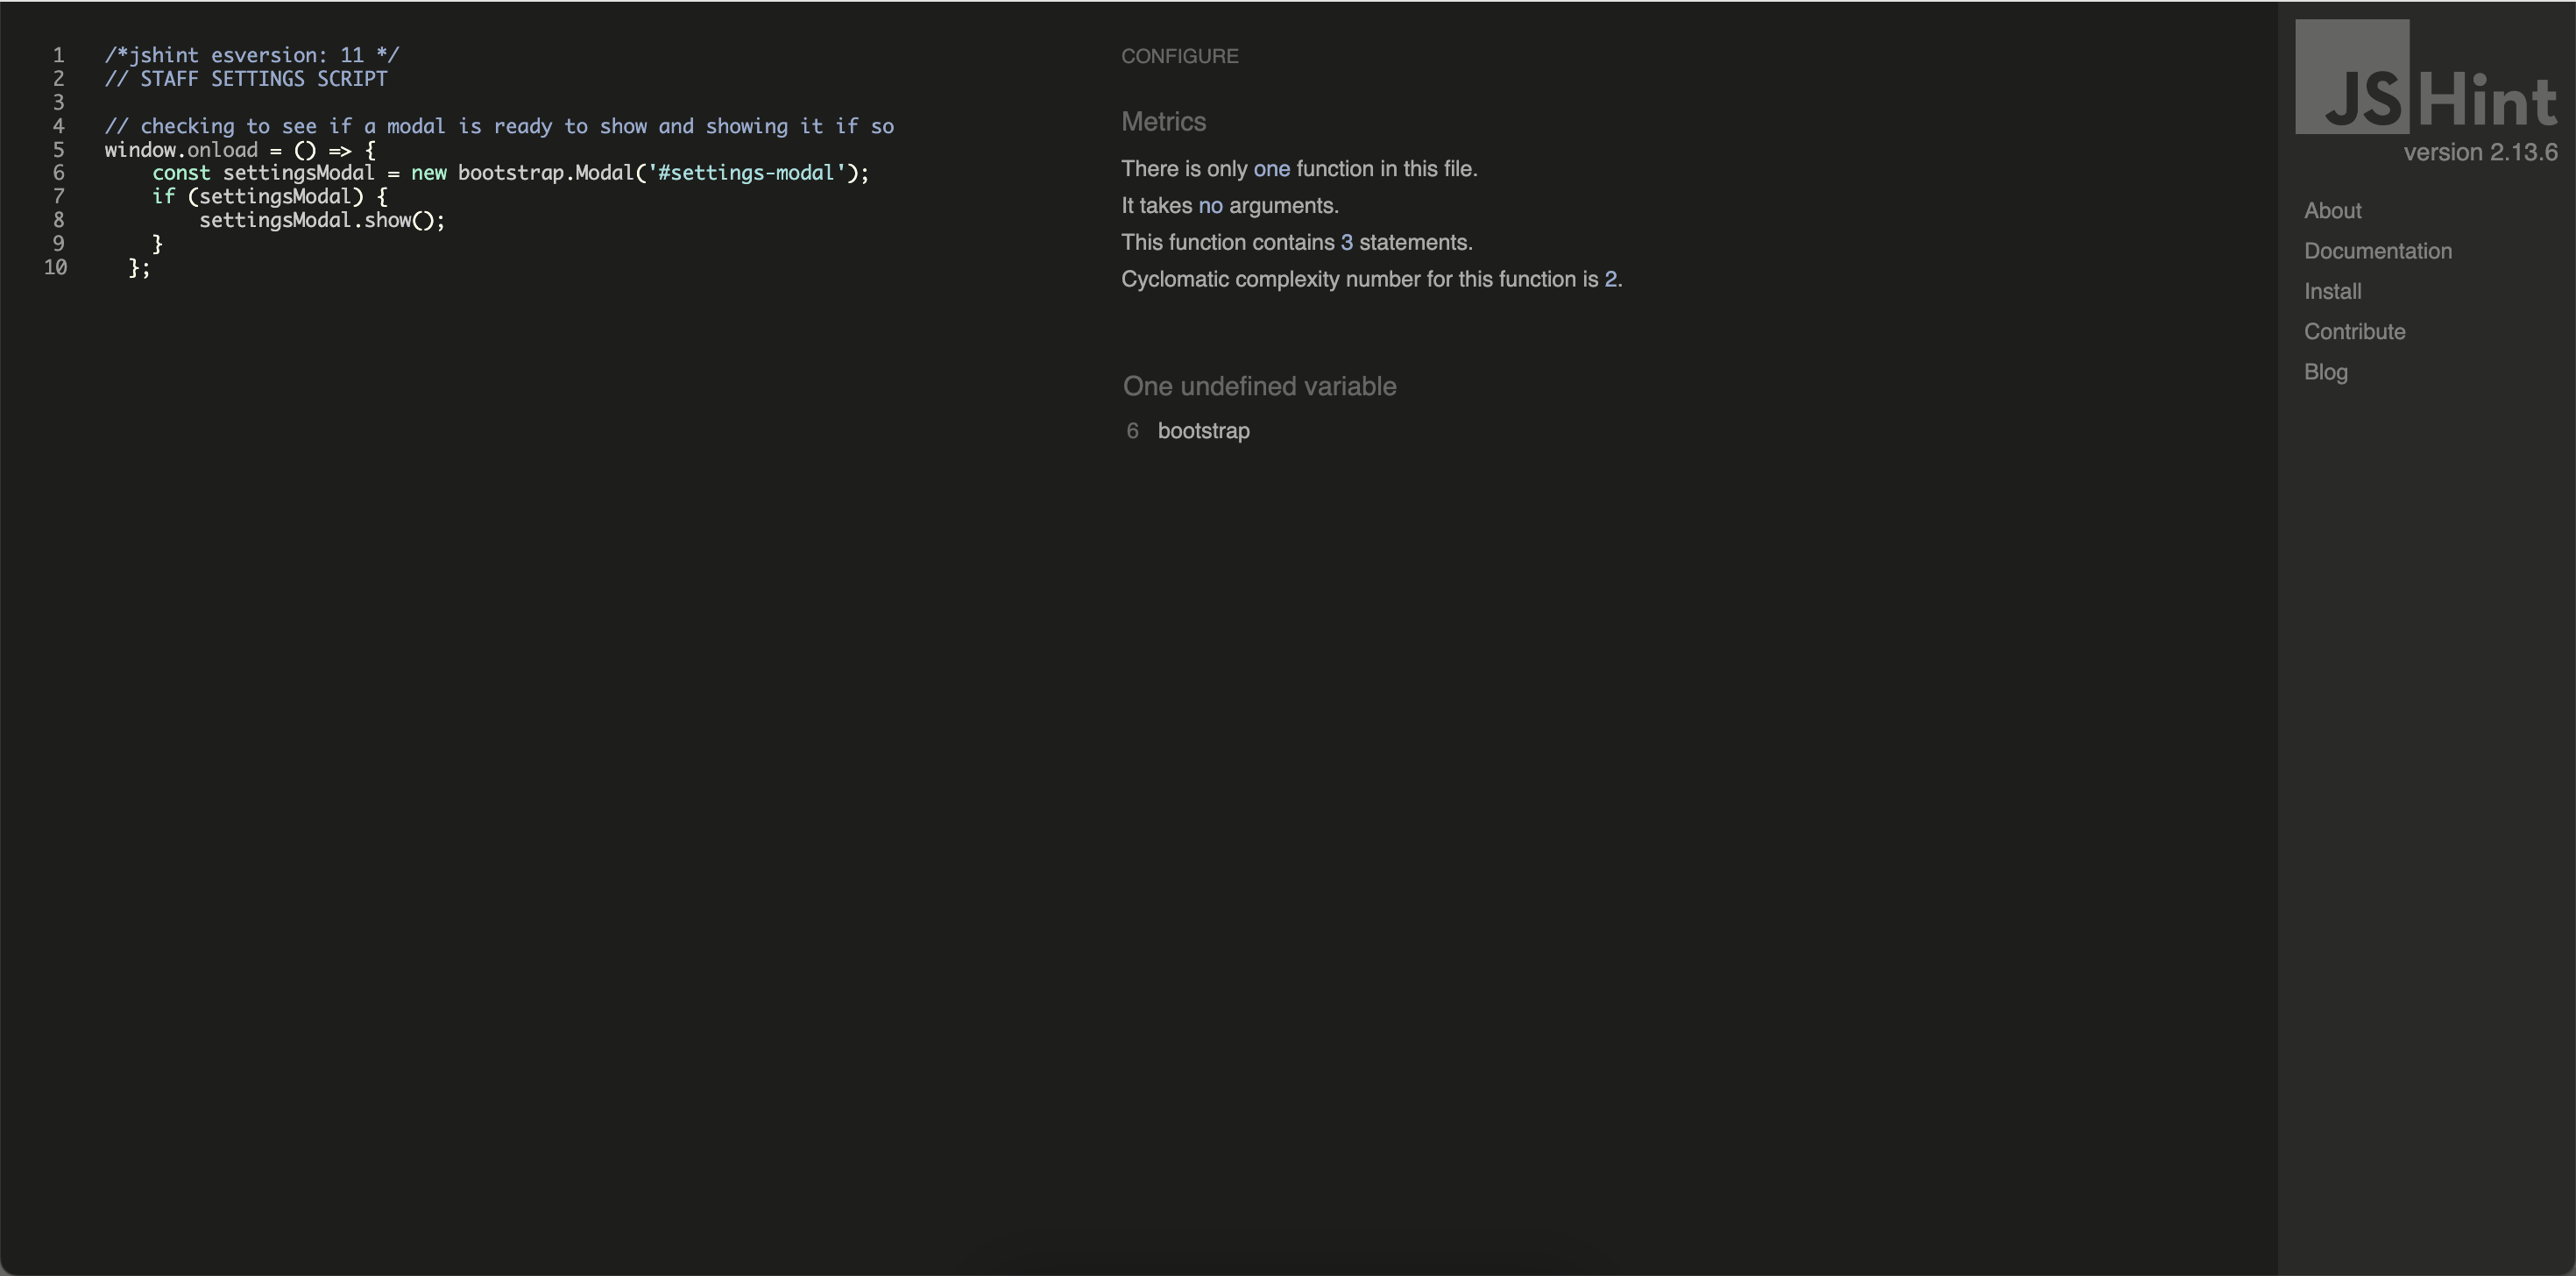 1 /*jshint esversion: 11 */
2 // STAFF SETTINGS SCRIPT
3
4 // checking to see if a modal is ready to show and showing it if so
5 window.onload = () => {
6     const settingsModal = new bootstrap.Modal('#settings-modal');
7     if (settingsModal) {
8         settingsModal.show();
9     }
10   };
CONFIGURE
Metrics
There is only one function in this file.
It takes no arguments.
This function contains 3 statements.
Cyclomatic complexity number for this function is 2.
One undefined variable
6 bootstrap
JSHint
version 2.13.6
About
Documentation
Install
Contribute
Blog